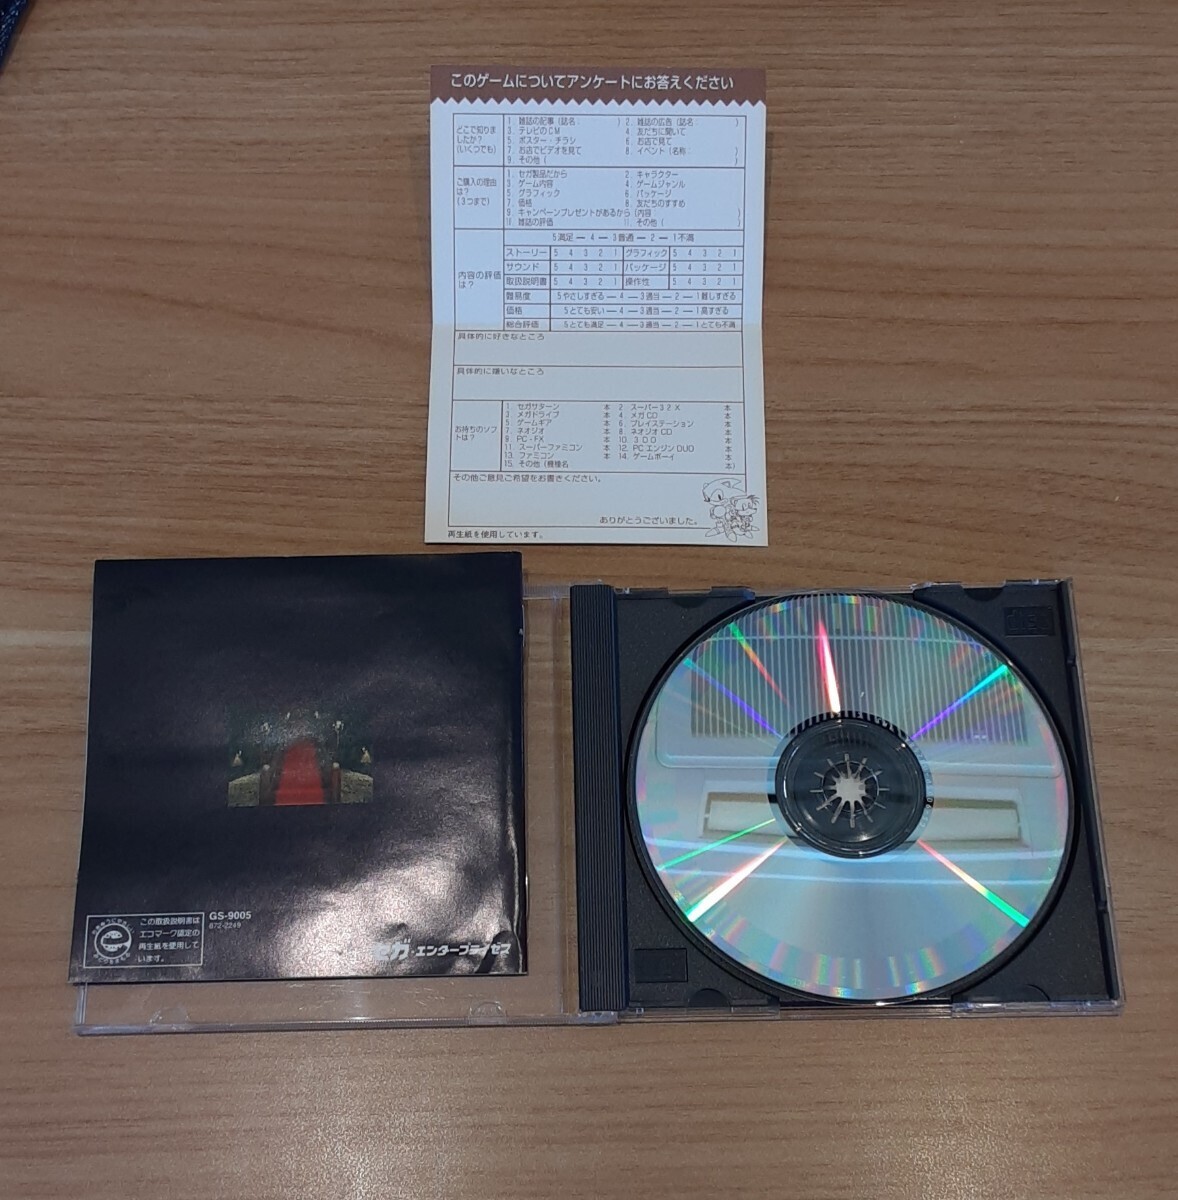 このゲームについてアンケートにお答えください
どこで知りましたか？(いくつでも)
1. 雑誌の記事 (誌名： ) 2. 雑誌の広告 (誌名： )
3. テレビのCM 4. 友だちに聞いて
5. ポスター・チラシ 6. お店で見て
7. お店でビデオを見て 8. イベント (名称： )
9. その他 ( )
ご購入の理由は？(3つまで)
1. セガ製品だから 2. キャラクター
3. ゲーム内容 4. ゲームジャンル
5. グラフィック 6. パッケージ
7. 価格 8. 友だちのすすめ
9. キャンペーンプレゼントがあるから (内容： )
10. 雑誌の評価 11. その他 ( )
内容の評価は？
5満足 — 4 — 3普通 — 2 — 1不満
ストーリー 5 4 3 2 1 グラフィック 5 4 3 2 1
サウンド 5 4 3 2 1 パッケージ 5 4 3 2 1
取扱説明書 5 4 3 2 1 操作性 5 4 3 2 1
難易度 5やさしすぎる — 4 — 3適当 — 2 — 1難しすぎる
価格 5とても安い — 4 — 3適当 — 2 — 1高すぎる
総合評価 5とても満足 — 4 — 3適当 — 2 — 1とても不満
具体的に好きなところ
具体的に嫌いなところ
お持ちのソフトは？
1. セガサターン 本 2. スーパー32X 本
3. メガドライブ 本 4. メガCD 本
5. ゲームギア 本 6. プレイステーション 本
7. ネオジオ 本 8. ネオジオCD 本
9. PC-FX 本 10. 3DO 本
11. スーパーファミコン 本 12. PCエンジンDUO 本
13. ファミコン 本 14. ゲームボーイ 本
15. その他 (機種名 本)
その他ご意見ご希望をお書きください。
ありがとうございました。
再生紙を使用しています。
この取扱説明書は
エコマーク認定の
再生紙を使用して
います。
GS-9005
672-2249
セガ・エンタープライゼス